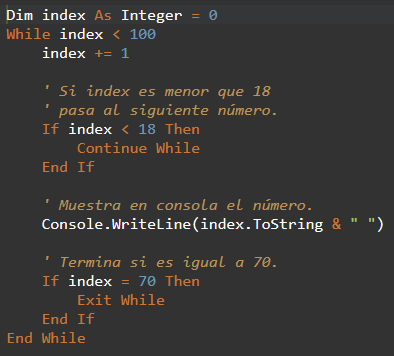 Dim index As Integer = 0
While index < 100
index += 1
' Si index es menor que 18
' pasa al siguiente número.
If index < 18 Then
Continue While
End If
' Muestra en consola el número.
Console.WriteLine(index.ToString & " ")
' Termina si es igual a 70.
If index = 70 Then
Exit While
End If
End While